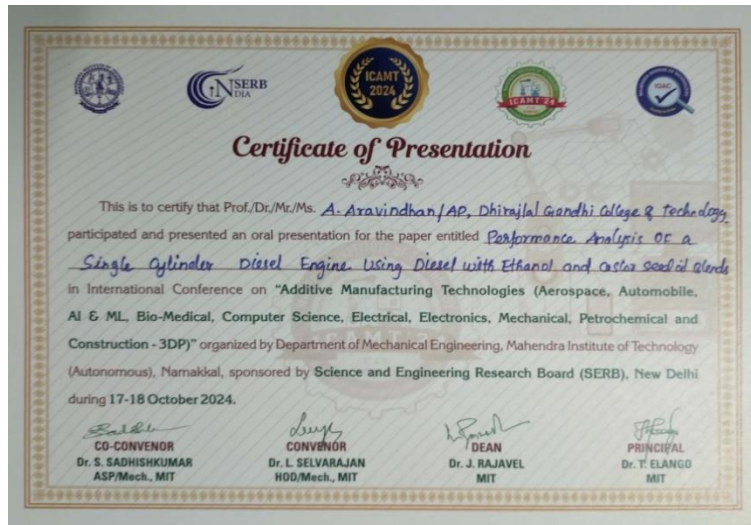 SERB
INDIA
ICAMT
2024
ICAMT 24
IQAC
Certificate of Presentation
This is to certify that Prof./Dr./Mr./Ms. A. Aravindhan/AP, Dhirajlal Gandhi College of Technology
participated and presented an oral presentation for the paper entitled Performance Analysis OF a
Single Cylinder Diesel Engine Using Diesel with Ethanol and castor seed oil blends
in International Conference on "Additive Manufacturing Technologies (Aerospace, Automobile,
AI & ML, Bio-Medical, Computer Science, Electrical, Electronics, Mechanical, Petrochemical and
Construction - 3DP)" organized by Department of Mechanical Engineering, Mahendra Institute of Technology
(Autonomous), Namakkal, sponsored by Science and Engineering Research Board (SERB), New Delhi
during 17-18 October 2024.
CO-CONVENOR
Dr. S. SADHISHKUMAR
ASP/Mech., MIT
CONVENOR
Dr. L. SELVARAJAN
HOD/Mech., MIT
DEAN
Dr. J. RAJAVEL
MIT
PRINCIPAL
Dr. T. ELANGO
MIT